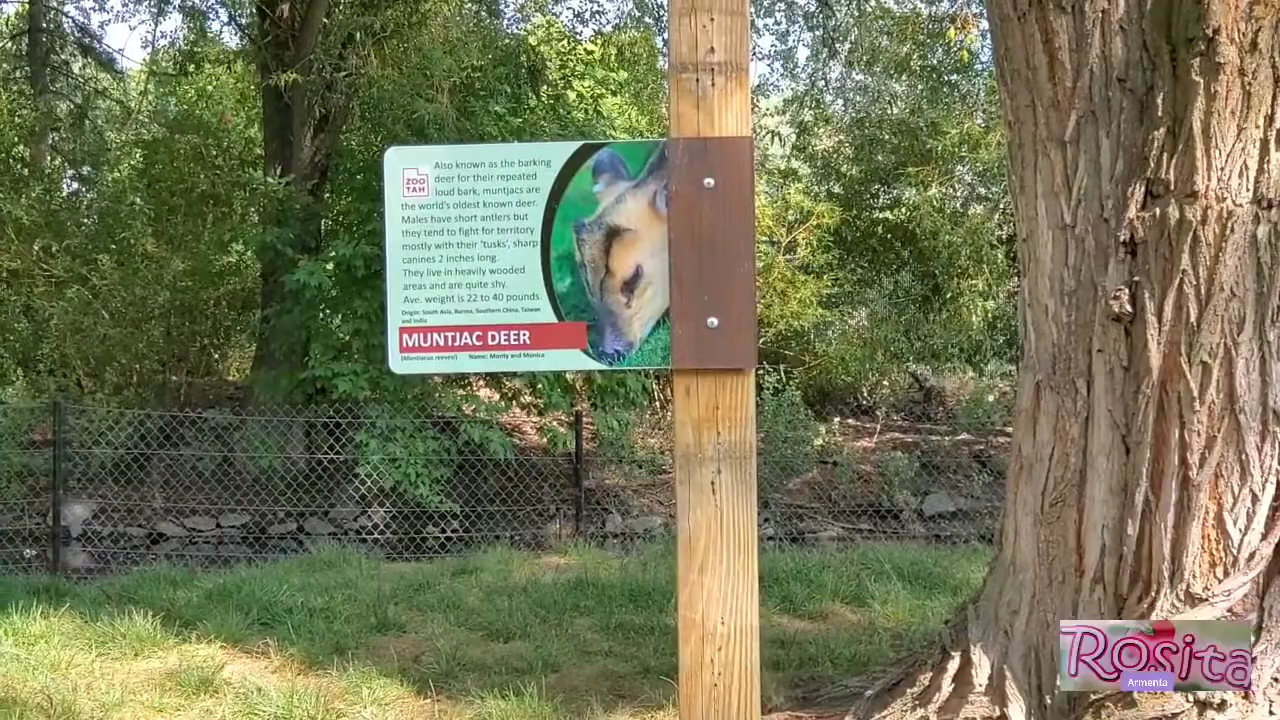 Also known as the barking
deer for their repeated
loud bark, muntjacs are
the world's oldest known deer.
Males have short antlers but
they tend to fight for territory
mostly with their 'tusks', sharp
canines 2 inches long.
They live in heavily wooded
areas and are quite shy.
Ave. weight is 22 to 40 pounds.
Origin: South Asia, Burma, Southern China, Taiwan
and India
MUNTJAC DEER
(Mentiacus reevesi) Name: Monty and Monica
ZOO
TAH
Rosita
Armenta